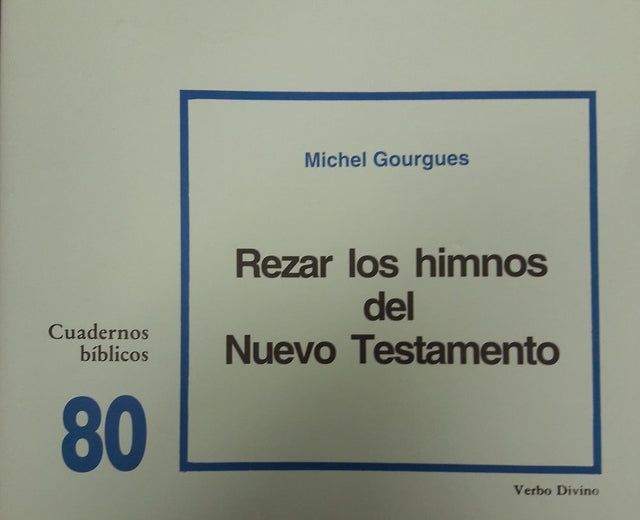 Michel Gourgues
Rezar los himnos
del
Nuevo Testamento
Cuadernos
bíblicos
80
Verbo Divino